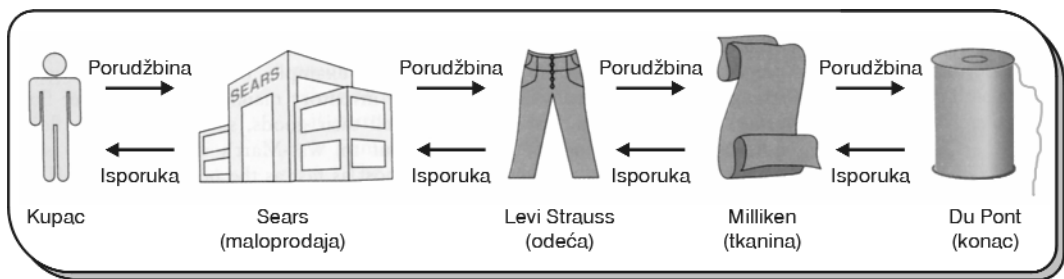 Porudžbina
Porudžbina
Porudžbina
Porudžbina
SEARS
Isporuka
Isporuka
Isporuka
Isporuka
Kupac
Sears
(maloprodaja)
Levi Strauss
(odeća)
Milliken
(tkanina)
Du Pont
(konac)